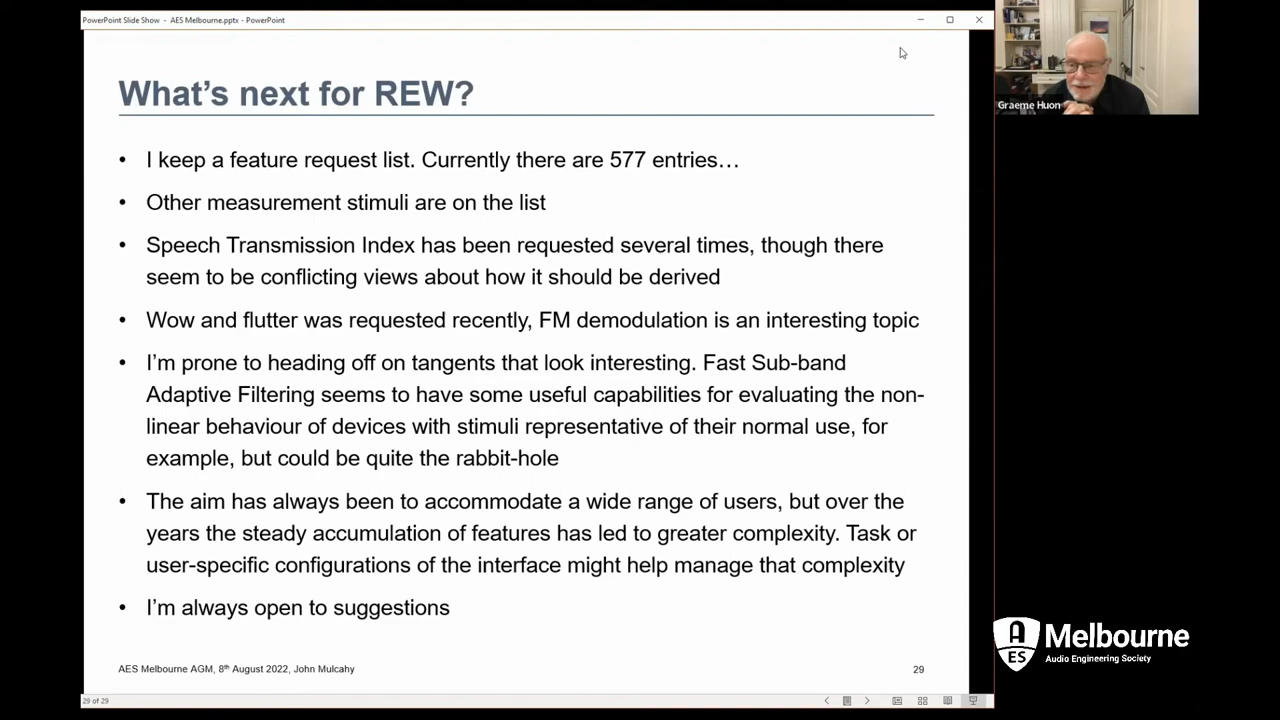 PowerPoint Slide Show - AES Melbourne.pptx - PowerPoint
What's next for REW?
• I keep a feature request list. Currently there are 577 entries…
• Other measurement stimuli are on the list
• Speech Transmission Index has been requested several times, though there
seem to be conflicting views about how it should be derived
• Wow and flutter was requested recently, FM demodulation is an interesting topic
• I'm prone to heading off on tangents that look interesting. Fast Sub-band
Adaptive Filtering seems to have some useful capabilities for evaluating the non-
linear behaviour of devices with stimuli representative of their normal use, for
example, but could be quite the rabbit-hole
• The aim has always been to accommodate a wide range of users, but over the
years the steady accumulation of features has led to greater complexity. Task or
user-specific configurations of the interface might help manage that complexity
• I'm always open to suggestions
AES Melbourne AGM, 8th August 2022, John Mulcahy
29
29 of 29
Graeme Huon
A
ES
Melbourne
Audio Engineering Society